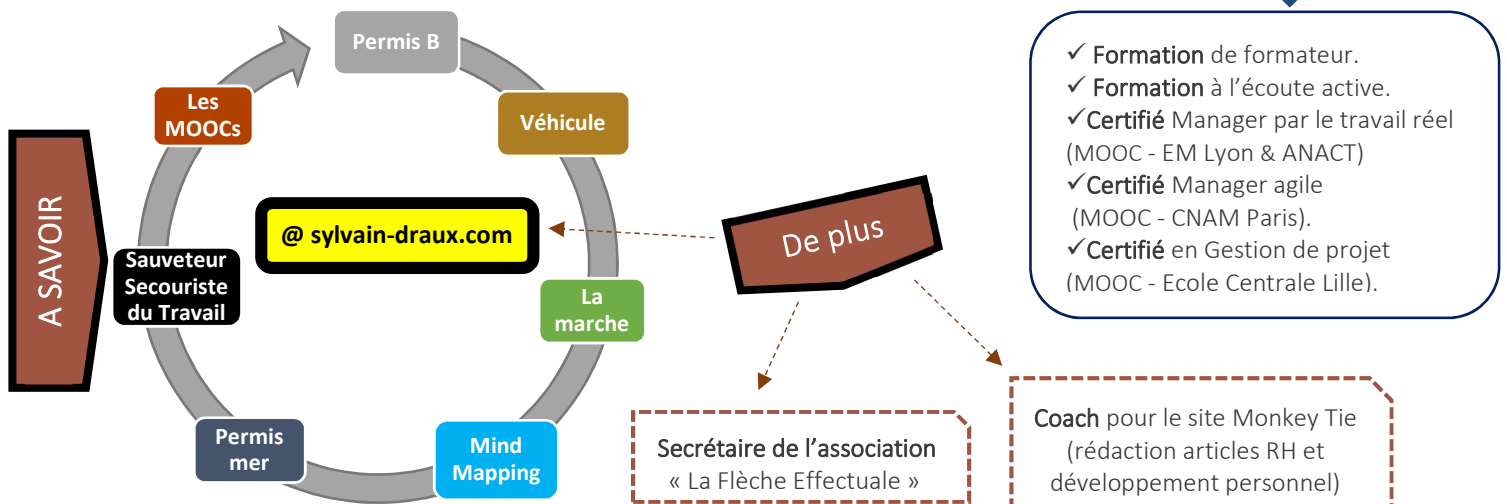 A SAVOIR
Permis B
Véhicule
La
marche
Mind
Mapping
Permis
mer
Sauveteur
Secouriste
du Travail
Les
MOOCs
@ sylvain-draux.com
De plus
Secrétaire de l’association
« La Flèche Effectuale »
Coach pour le site Monkey Tie
(rédaction articles RH et
développement personnel)
✓ Formation de formateur.
✓ Formation à l’écoute active.
✓Certifié Manager par le travail réel
(MOOC - EM Lyon & ANACT)
✓Certifié Manager agile
(MOOC - CNAM Paris).
✓Certifié en Gestion de projet
(MOOC - Ecole Centrale Lille).